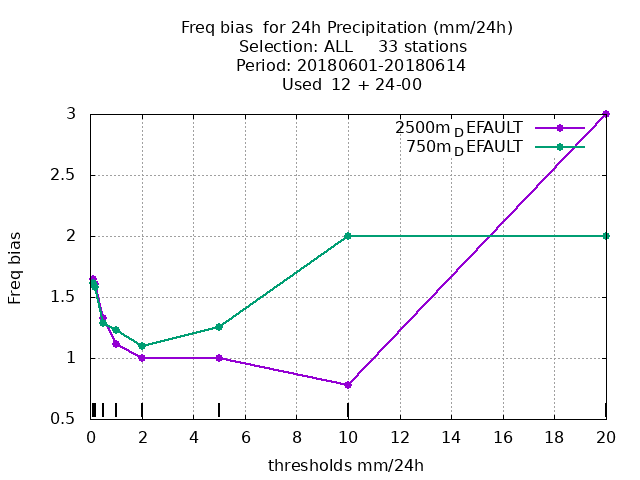 Freq bias  for 24h Precipitation (mm/24h)
Selection: ALL     33 stations
Period: 20180601-20180614
Used  12 + 24-00
2500m_DEFAULT
750m_DEFAULT
3
2.5
2
1.5
1
0.5
Freq bias
0 2 4 6 8 10 12 14 16 18 20
thresholds mm/24h